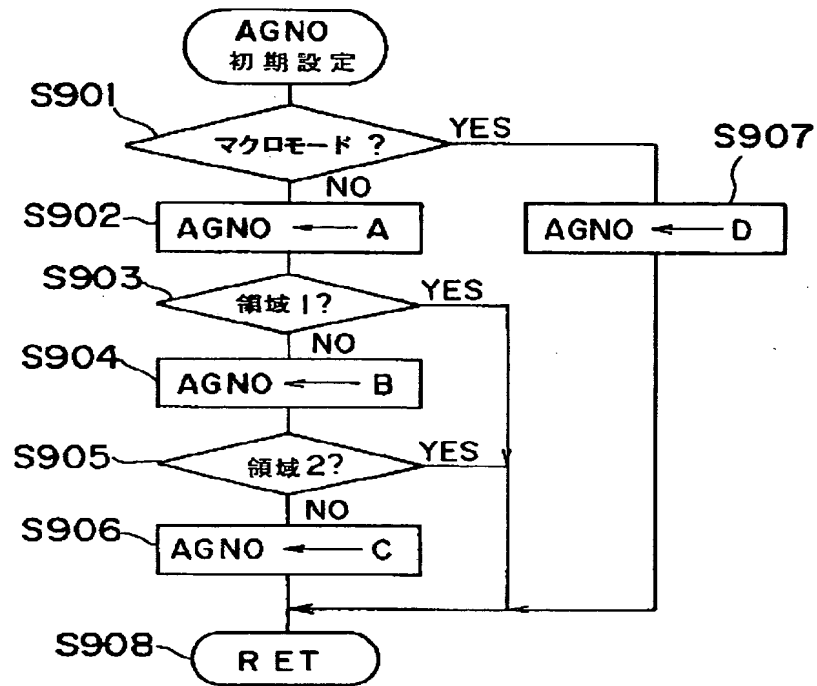 AGNO
初期設定
S901
マクロモード ?
YES
S907
NO
S902
AGNO ← A
AGNO ← D
S903
領域1?
YES
NO
S904
AGNO ← B
S905
領域2?
YES
NO
S906
AGNO ← C
S908
RET